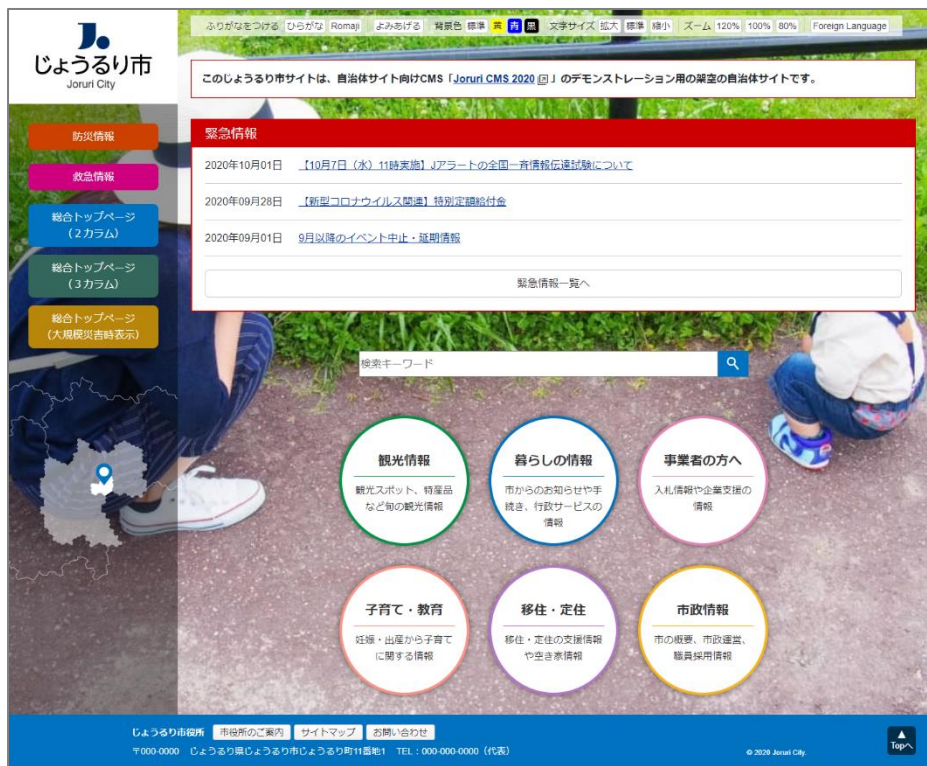 じょうるり市
Joruri City
ふりがなをつける ひらがな Romaji よみあげる 背景色 標準 黄 青 黒 文字サイズ 拡大 標準 縮小 ズーム 120% 100% 80% Foreign Language
このじょうるり市サイトは、自治体サイト向けCMS「Joruri CMS 2020 」のデモンストレーション用の架空の自治体サイトです。
防災情報
救急情報
総合トップページ
（2カラム）
総合トップページ
（3カラム）
総合トップページ
（大規模災害時表示）
緊急情報
2020年10月01日 【10月7日（水）11時実施】Jアラートの全国一斉情報伝達試験について
2020年09月28日 【新型コロナウイルス関連】特別定額給付金
2020年09月01日 9月以降のイベント中止・延期情報
緊急情報一覧へ
検索キーワード
観光情報
観光スポット、特産品
など旬の観光情報
暮らしの情報
市からのお知らせや手
続き、行政サービスの
情報
事業者の方へ
入札情報や企業支援の
情報
子育て・教育
妊娠・出産から子育て
に関する情報
移住・定住
移住・定住の支援情報
や空き家情報
市政情報
市の概要、市政運営、
職員採用情報
じょうるり市役所 市役所のご案内 サイトマップ お問い合わせ
〒000-0000 じょうるり県じょうるり市じょうるり町11番地1 TEL：000-000-0000（代表）
© 2020 Joruri City.
Topへ